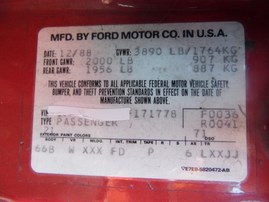 MFD. BY FORD MOTOR CO. IN U.S.A.
DATE: 12/88 GVWR: 3890 LB/1764KG
FRONT GAWR: 2000 LB 907 KG
REAR GAWR: 1956 LB 887 KG
THIS VEHICLE CONFORMS TO ALL APPLICABLE FEDERAL MOTOR VEHICLE SAFETY,
BUMPER, AND THEFT PREVENTION STANDARDS IN EFFECT ON THE DATE OF
MANUFACTURE SHOWN ABOVE.
171778 F0036
TYPE PASSENGER R0041
EXTERIOR PAINT COLORS 71
66B W XXX FD P 6 LXXJJ